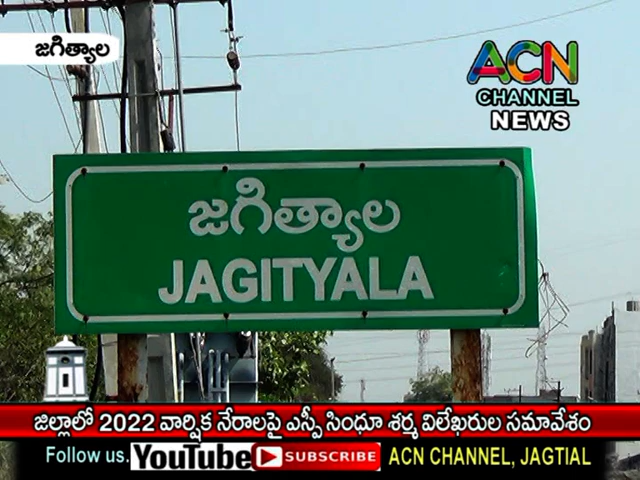 జగిత్యాల
ACN
CHANNEL
NEWS
జగిత్యాల
JAGITYALA
జిల్లాలో 2022 వార్షిక నేరాలపై ఎస్పీ సింధూ శర్మ విలేఖరుల సమావేశం
Follow us. YouTube SUBSCRIBE ACN CHANNEL, JAGTIAL